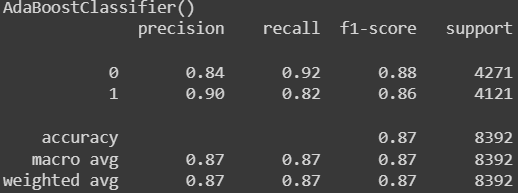 AdaBoostClassifier()
precision recall f1-score support
0 0.84 0.92 0.88 4271
1 0.90 0.82 0.86 4121
accuracy 0.87 8392
macro avg 0.87 0.87 0.87 8392
weighted avg 0.87 0.87 0.87 8392